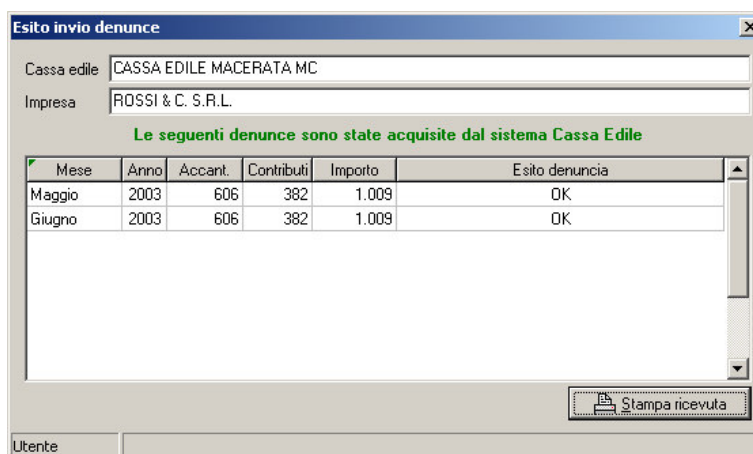 Esito invio denunce
Cassa edile CASSA EDILE MACERATA MC
Impresa ROSSI & C. S.R.L.
Le seguenti denunce sono state acquisite dal sistema Cassa Edile
Mese Anno Accant. Contributi Importo Esito denuncia
Maggio 2003 606 382 1.009 OK
Giugno 2003 606 382 1.009 OK
Stampa ricevuta
Utente